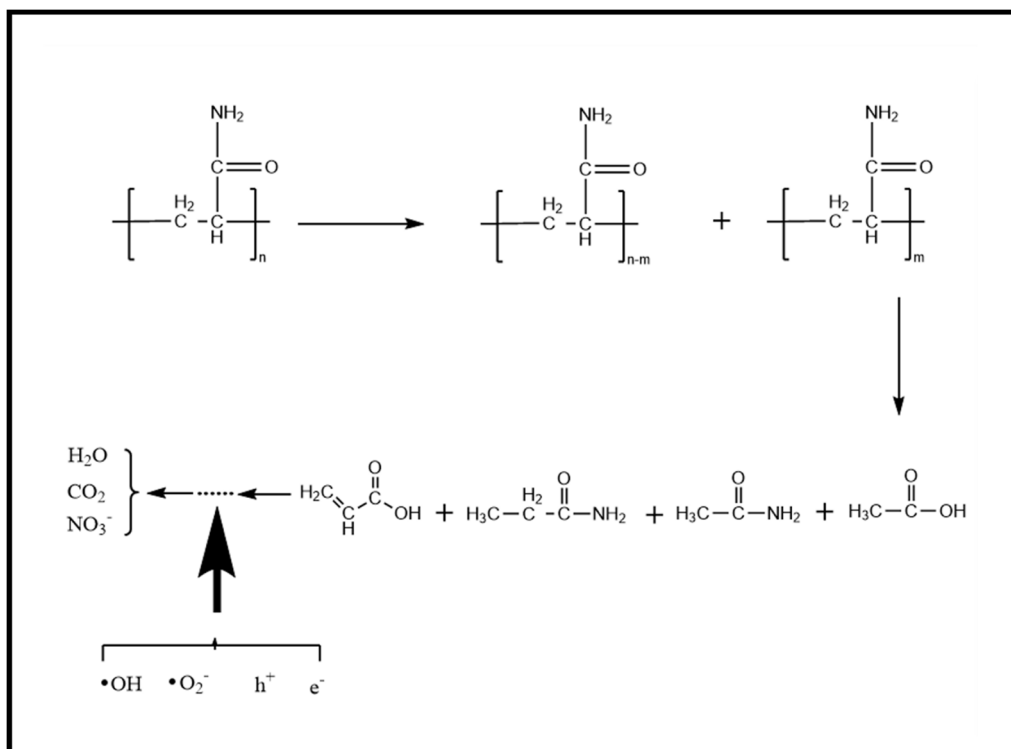 NH₂ NH₂ NH₂
C=O C=O C=O
H₂ H₂ H₂
C-C C-C C-C
H H H
n n-m + m
H₂O
CO₂
NO₃⁻
O O O O
H₂C C OH + H₃C-C-C-NH₂ + H₃C-C-NH₂ + H₃C-C-OH
H H₂
•OH •O₂⁻ h⁺ e⁻